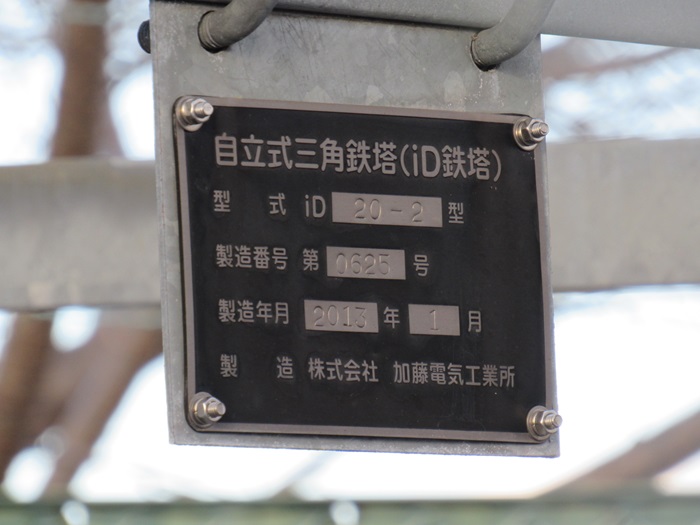 自立式三角鉄塔(iD鉄塔)
型 式 iD 20-2 型
製造番号 第 0625 号
製造年月 2013 年 1 月
製 造 株式会社 加藤電気工業所